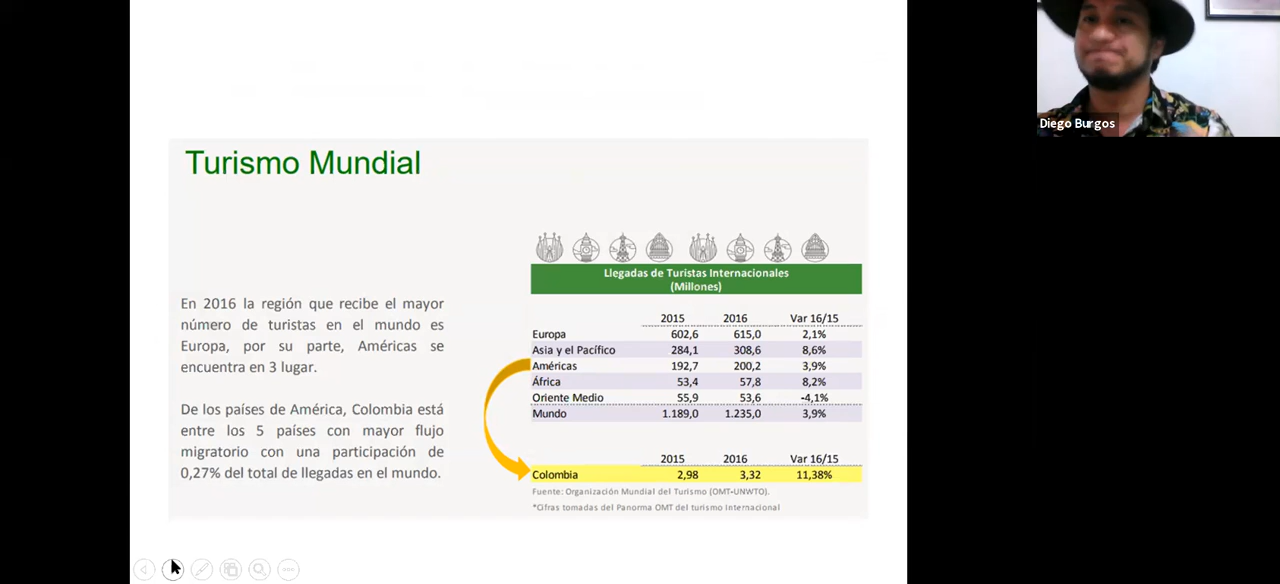 Turismo Mundial
En 2016 la región que recibe el mayor
número de turistas en el mundo es
Europa, por su parte, Américas se
encuentra en 3 lugar.
De los países de América, Colombia está
entre los 5 países con mayor flujo
migratorio con una participación de
0,27% del total de llegadas en el mundo.
Llegadas de Turistas Internacionales
(Millones)
2015 2016 Var 16/15
Europa 602,6 615,0 2,1%
Asia y el Pacífico 284,1 308,6 8,6%
Américas 192,7 200,2 3,9%
África 53,4 57,8 8,2%
Oriente Medio 55,9 53,6 -4,1%
Mundo 1.189,0 1.235,0 3,9%
2015 2016 Var 16/15
Colombia 2,98 3,32 11,38%
Fuente: Organización Mundial del Turismo (OMT-UNWTO).
*Cifras tomadas del Panorma OMT del turismo Internacional
Diego Burgos